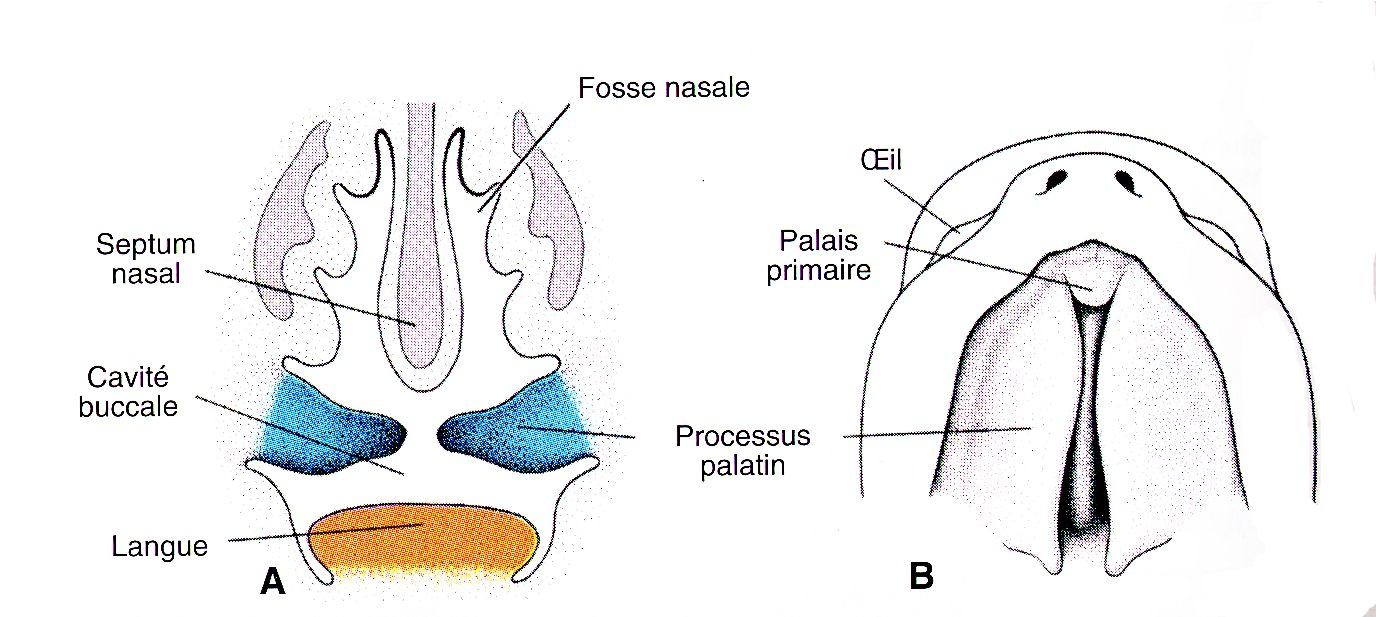 Fosse nasale
Septum
nasal
Cavité
buccale
Langue
A
Œil
Palais
primaire
Processus
palatin
B